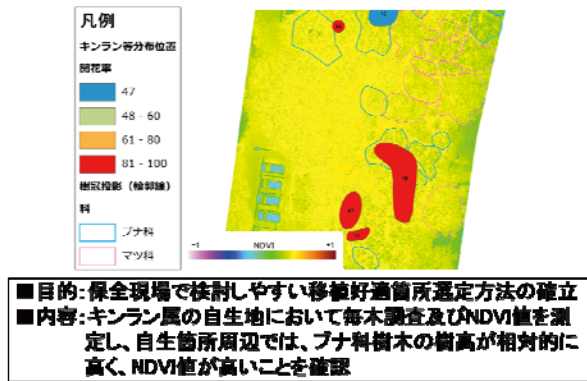 凡例
キンラン等分布位置
開花率
47
48 - 60
61 - 80
81 - 100
樹冠投影（輪郭線）
科
ブナ科
マツ科
-1 NDVI +1
■目的：保全現場で検討しやすい移植好適箇所選定方法の確立
■内容：キンラン属の自生地において毎木調査及びNDVI値を測
定し、自生箇所周辺では、ブナ科樹木の樹高が相対的に
高く、NDVI値が高いことを確認